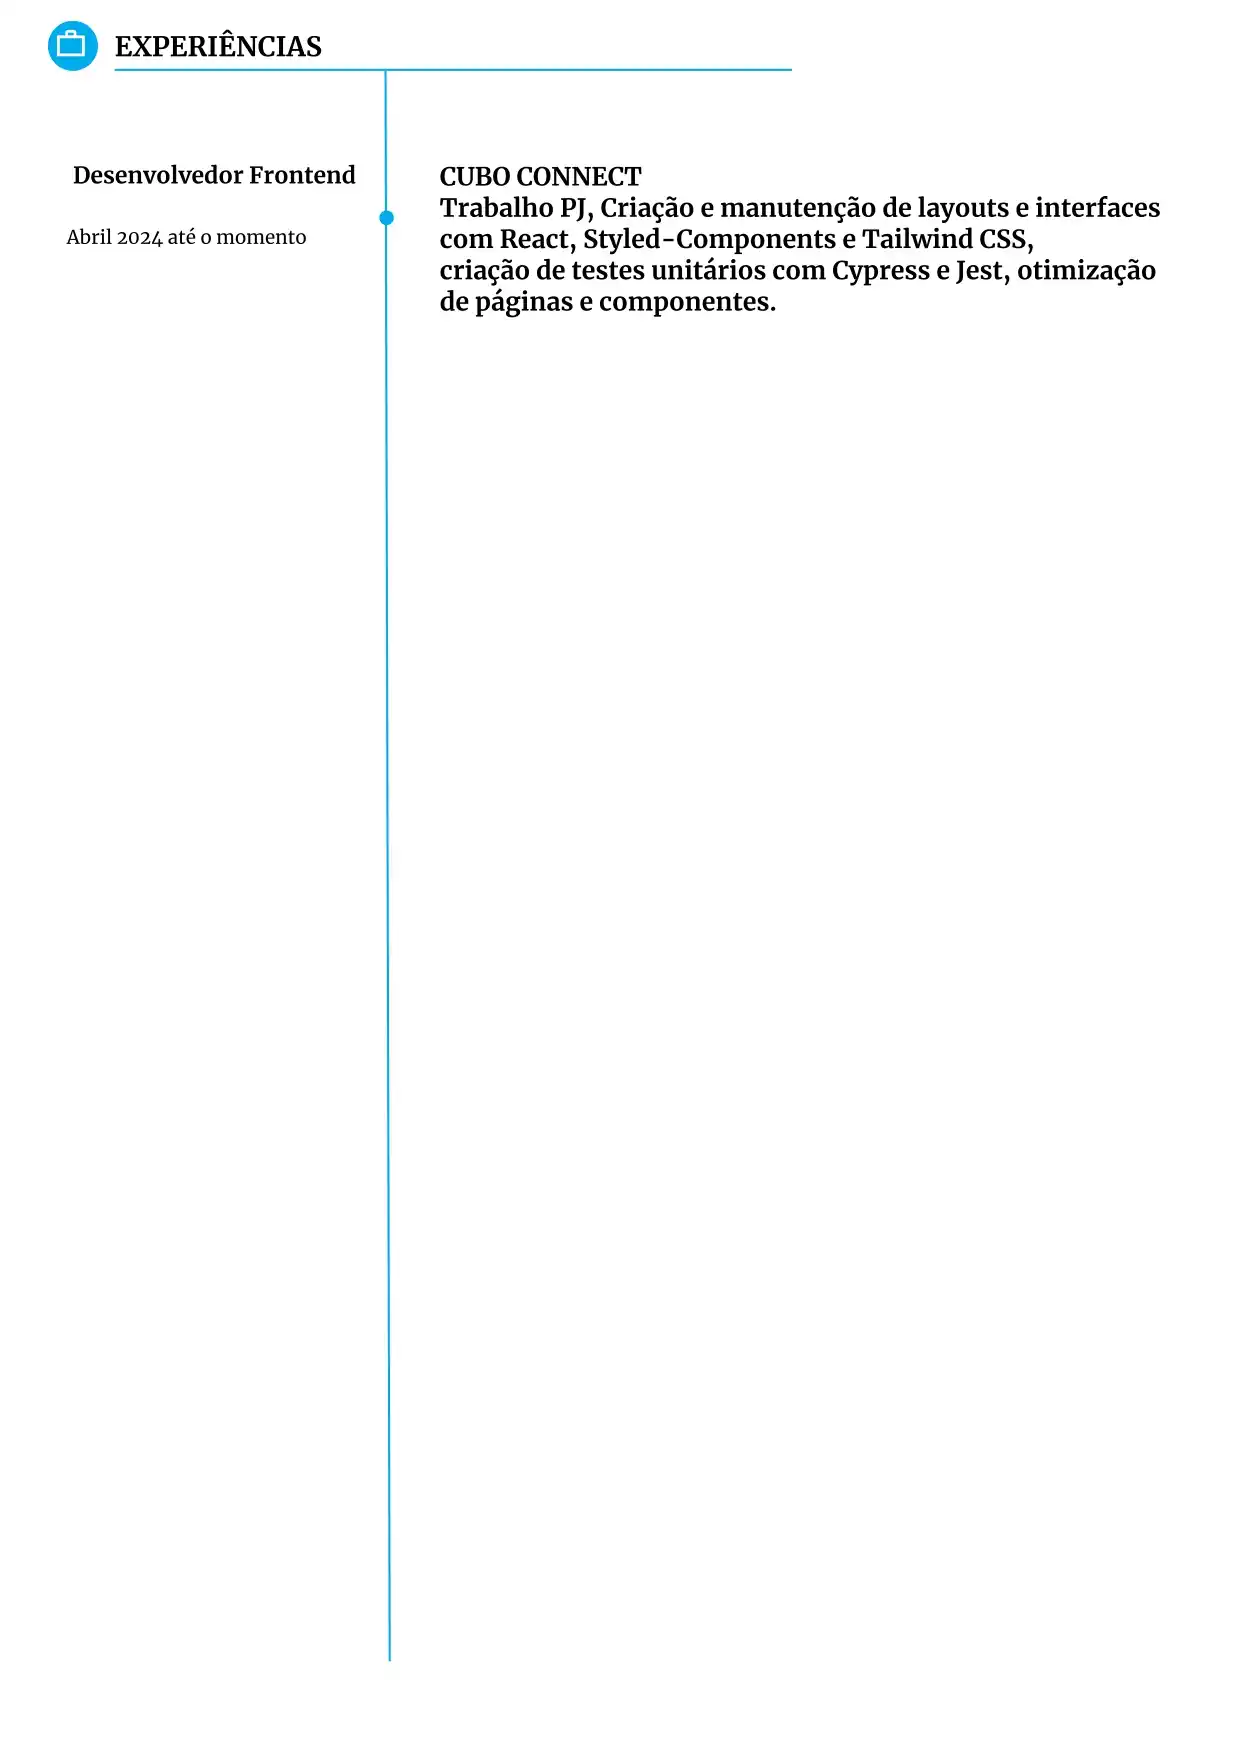 EXPERIÊNCIAS
Desenvolvedor Frontend
Abril 2024 até o momento
CUBO CONNECT
Trabalho PJ, Criação e manutenção de layouts e interfaces
com React, Styled-Components e Tailwind CSS,
criação de testes unitários com Cypress e Jest, otimização
de páginas e componentes.